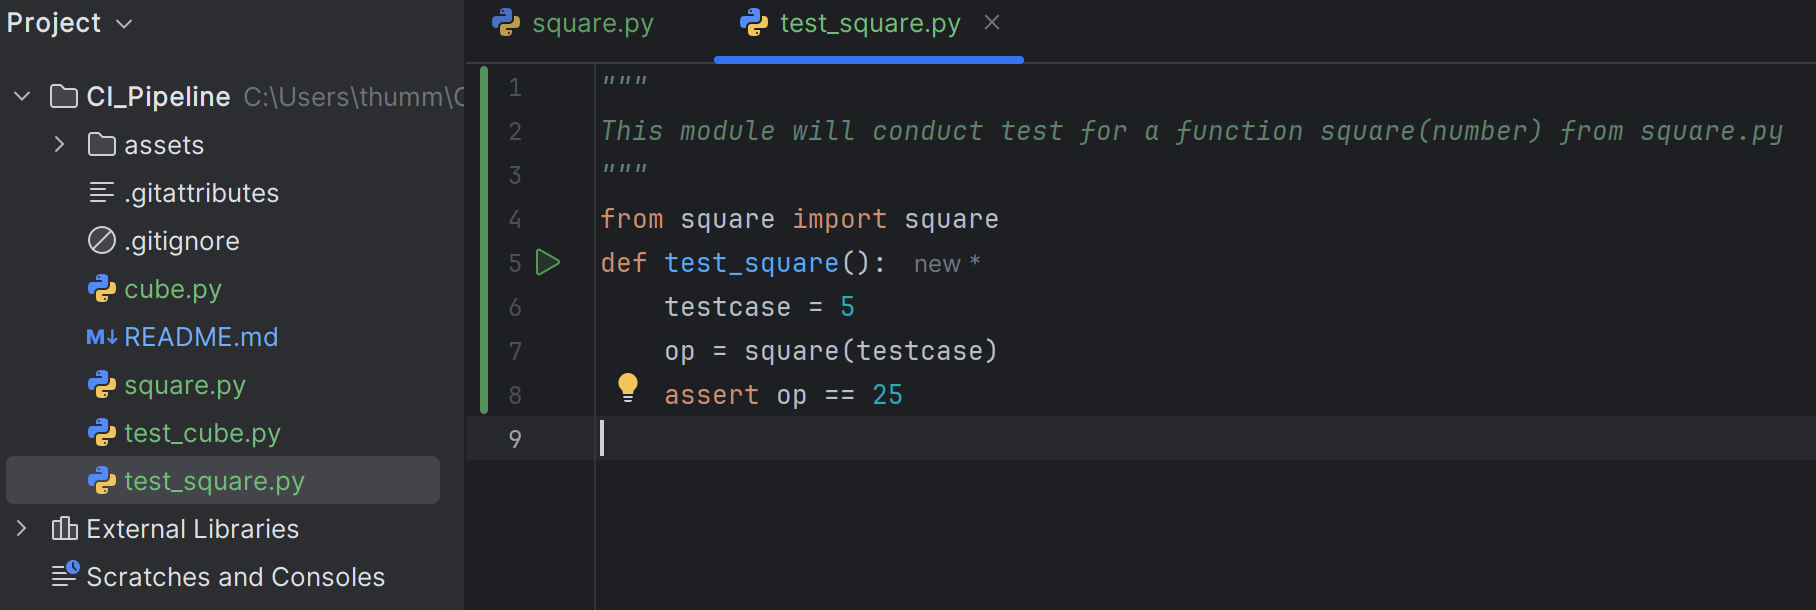 Project
CI_Pipeline C:\Users\thumm\
assets
.gitattributes
.gitignore
cube.py
M↓ README.md
square.py
test_cube.py
test_square.py
External Libraries
Scratches and Consoles
square.py
test_square.py
1 """
2 This module will conduct test for a function square(number) from square.py
3 """
4 from square import square
5 def test_square(): new *
6 testcase = 5
7 op = square(testcase)
8 assert op == 25
9